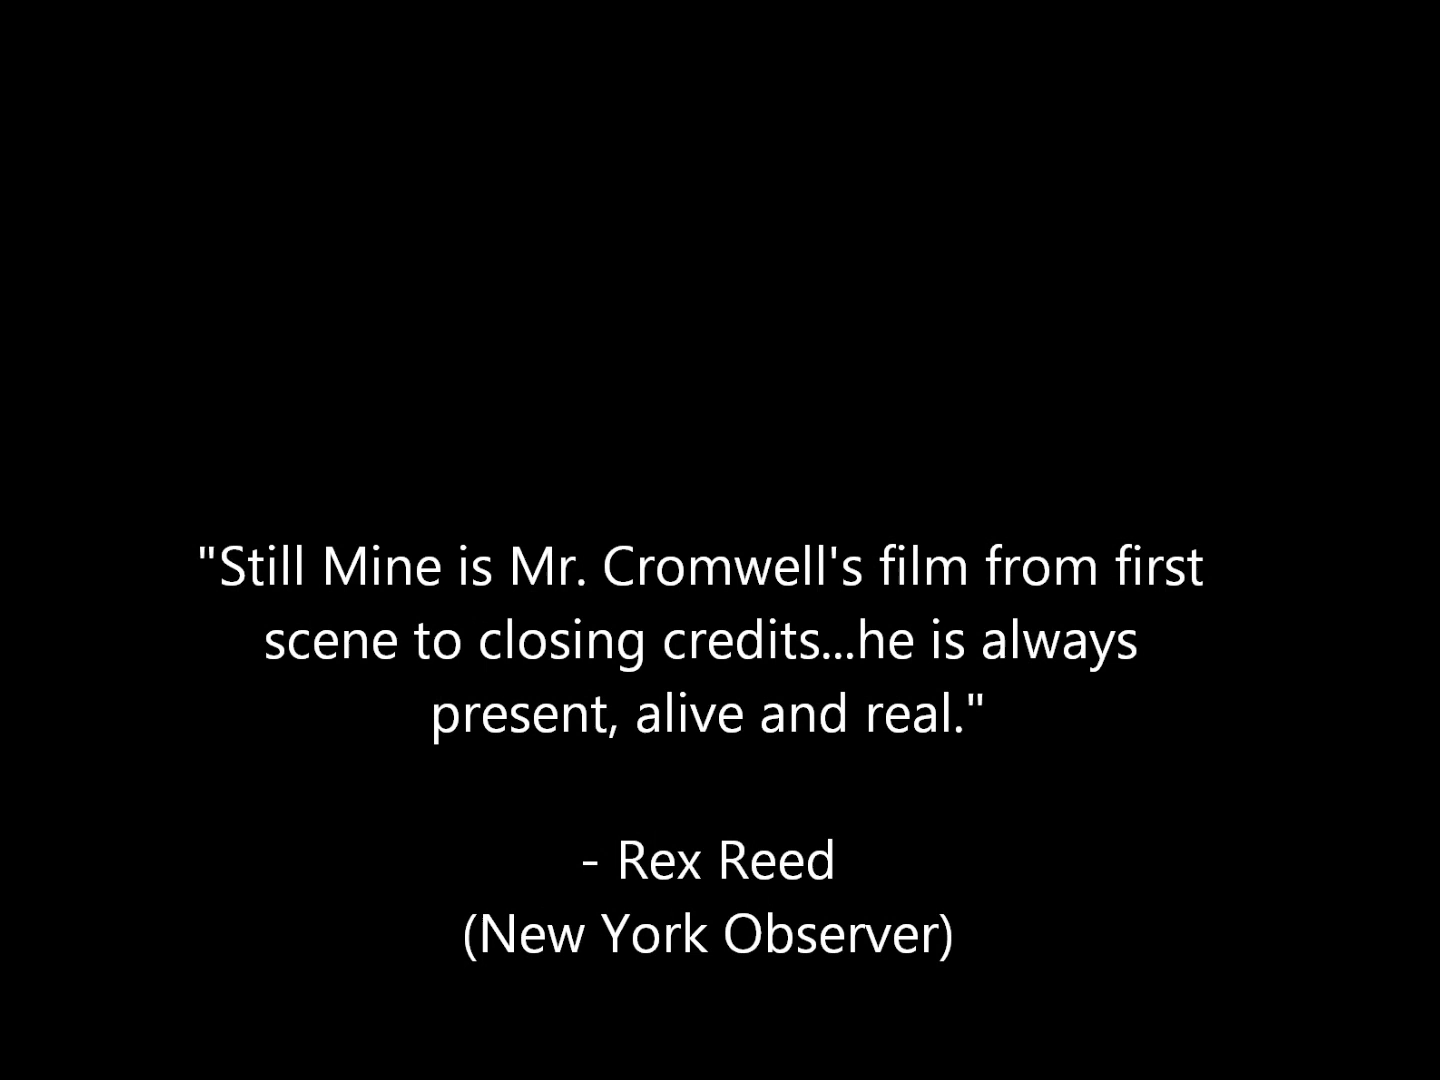 "Still Mine is Mr. Cromwell's film from first
scene to closing credits...he is always
present, alive and real."
- Rex Reed
(New York Observer)